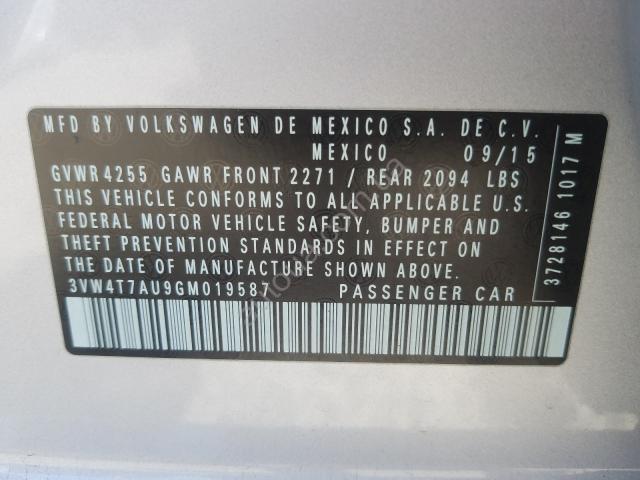 MFD BY VOLKSWAGEN DE MEXICO S.A. DE C.V.
MEXICO 09/15
GVWR 4255 GAWR FRONT 2271 / REAR 2094 LBS
THIS VEHICLE CONFORMS TO ALL APPLICABLE U.S.
FEDERAL MOTOR VEHICLE SAFETY, BUMPER AND
THEFT PREVENTION STANDARDS IN EFFECT ON
THE DATE OF MANUFACTURE SHOWN ABOVE.
3VW4T7AU9GM019587 PASSENGER CAR
3728146 1017 M